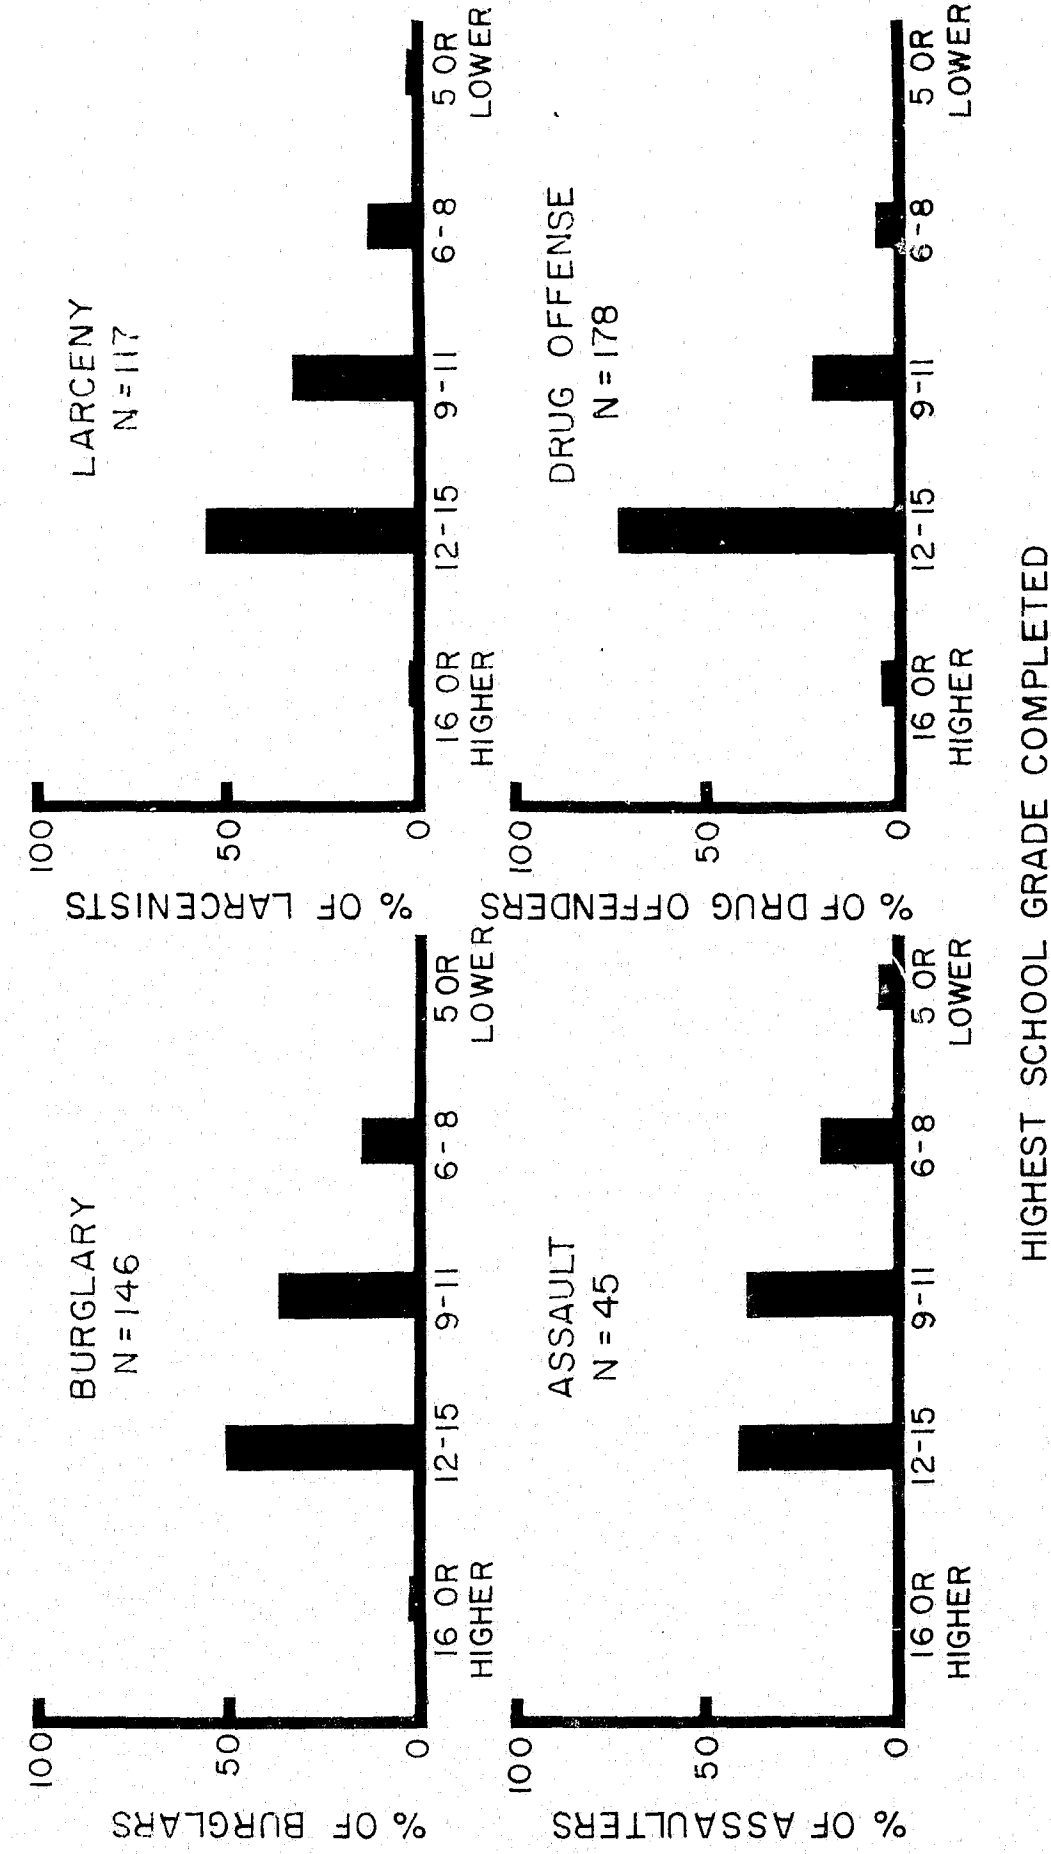 BURGLARY
N = 146
% OF BURGLARS
100
50
0
16 OR
HIGHER
12-15
9-11
6-8
5 OR
LOWER
LARCENY
N = 117
% OF LARCENISTS
100
50
0
16 OR
HIGHER
12-15
9-11
6-8
5 OR
LOWER
ASSAULT
N = 45
% OF ASSAULTERS
100
50
0
16 OR
HIGHER
12-15
9-11
6-8
5 OR
LOWER
DRUG OFFENSE
N = 178
% OF DRUG OFFENDERS
100
50
0
16 OR
HIGHER
12-15
9-11
6-8
5 OR
LOWER
HIGHEST SCHOOL GRADE COMPLETED